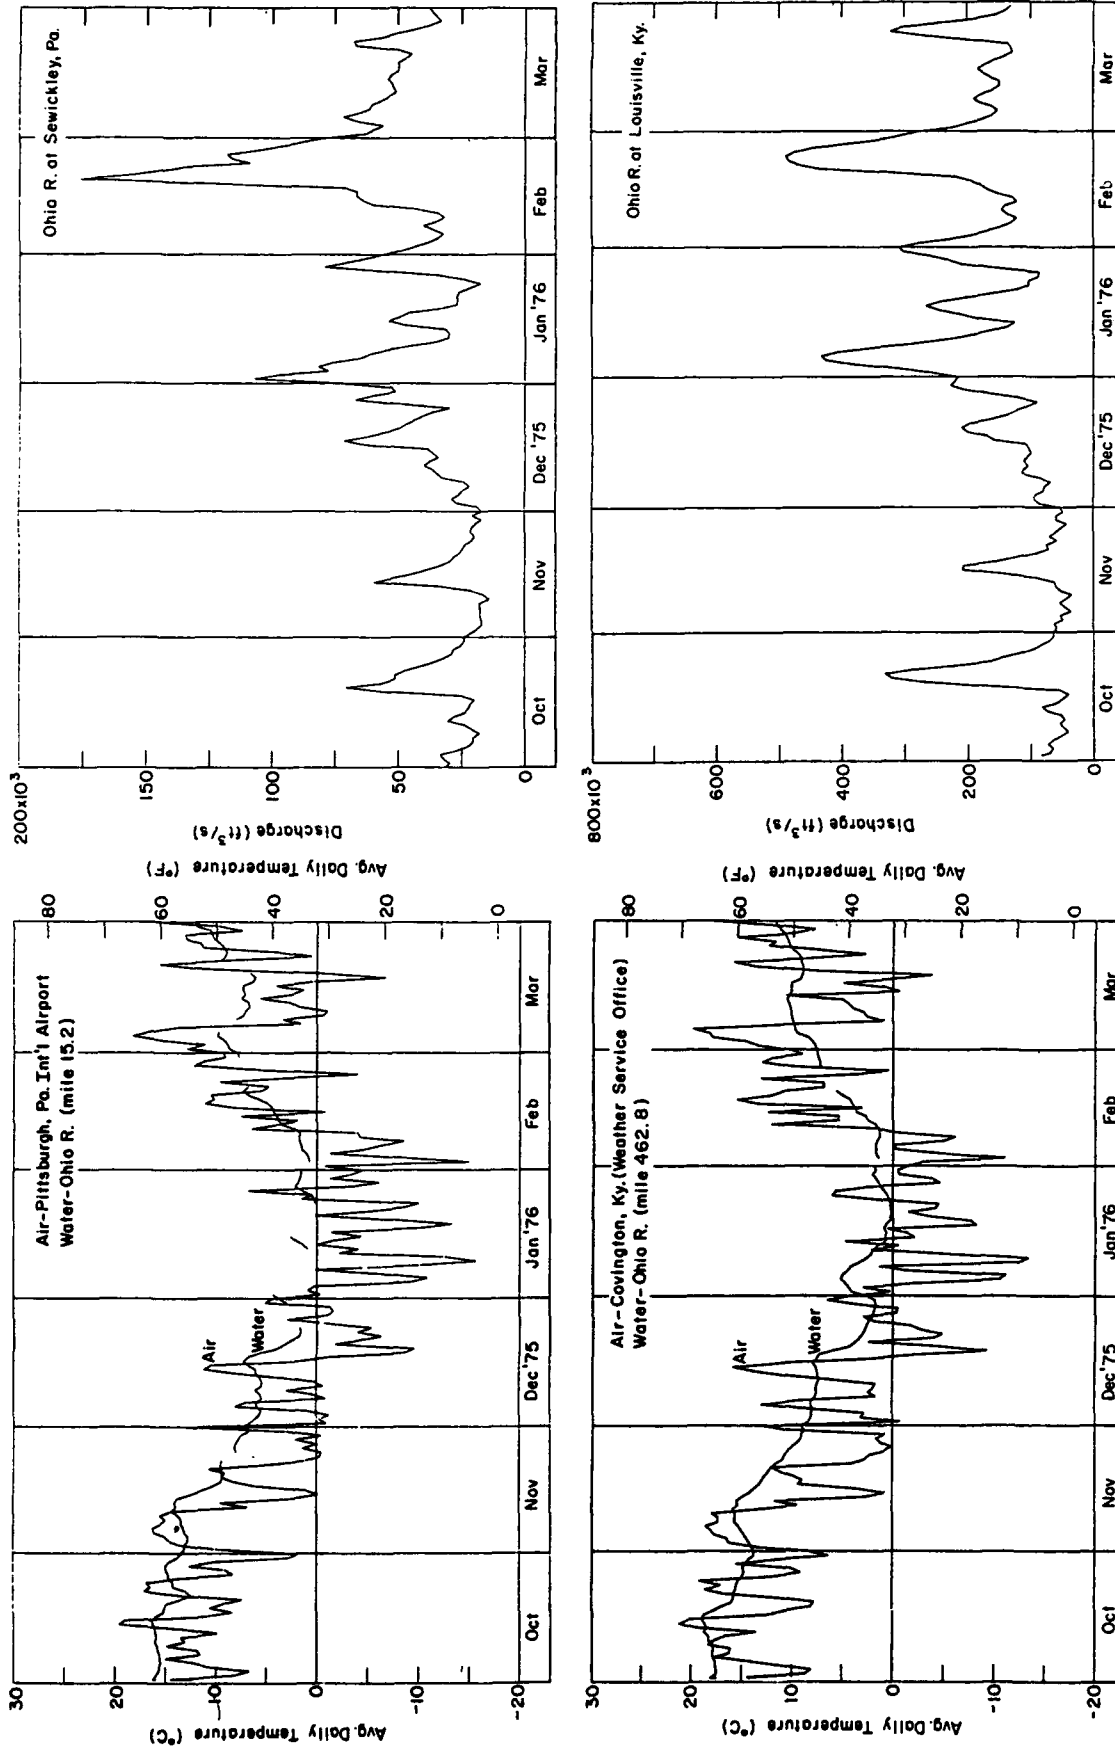 Air-Pittsburgh, Pa. Int'l Airport
Water-Ohio R. (mile 15.2)
Avg. Daily Temperature (°C)
30
20
10
0
-10
-20
Avg. Daily Temperature (°F)
80
60
40
20
0
Air
Water
Oct
Nov
Dec '75
Jan '76
Feb
Mar
Ohio R. at Sewickley, Pa.
Discharge (ft³/s)
200x10³
150
100
50
0
Oct
Nov
Dec '75
Jan '76
Feb
Mar
Air-Covington, Ky. (Weather Service Office)
Water-Ohio R. (mile 462.8)
Avg. Daily Temperature (°C)
30
20
10
0
-10
-20
Avg. Daily Temperature (°F)
80
60
40
20
0
Air
Water
Oct
Nov
Dec '75
Jan '76
Feb
Mar
Ohio R. at Louisville, Ky.
Discharge (ft³/s)
800x10³
600
400
200
0
Oct
Nov
Dec '75
Jan '76
Feb
Mar